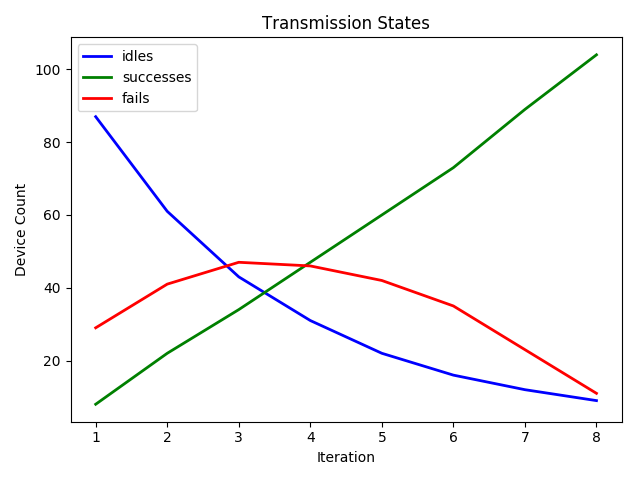 Transmission States
idles
successes
fails
Device Count
100
80
60
40
20
1 2 3 4 5 6 7 8
Iteration